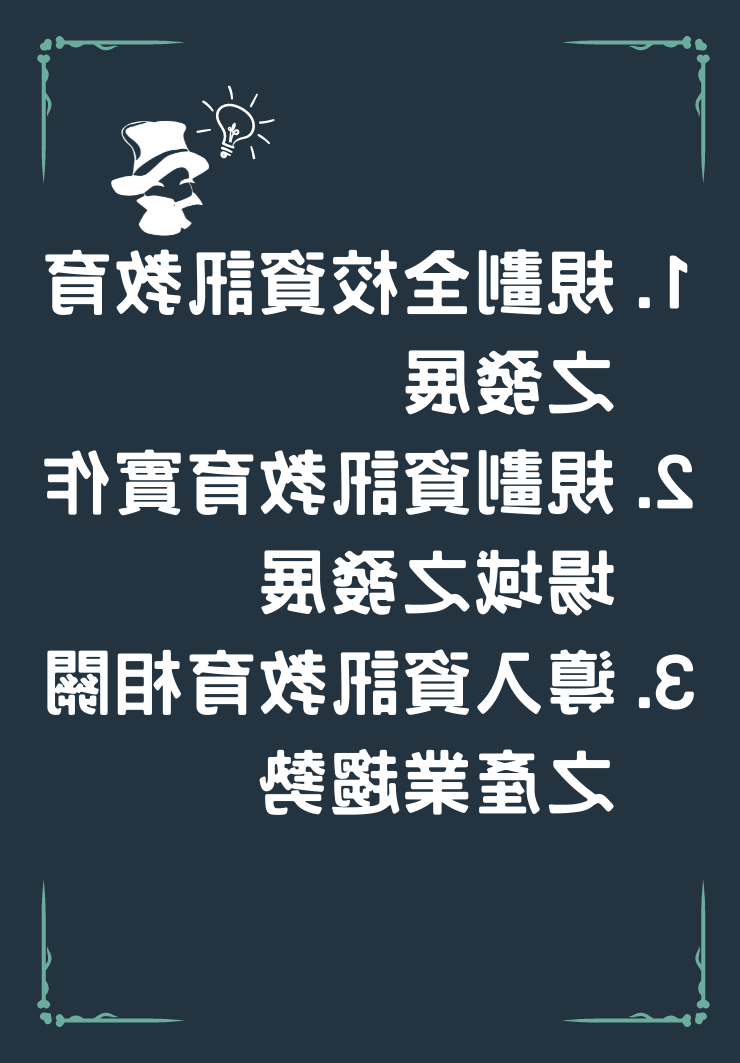 1. 規劃全校資訊教育
之發展
2. 規劃資訊教育實作
場域之發展
3. 導入資訊教育相關
之產業趨勢